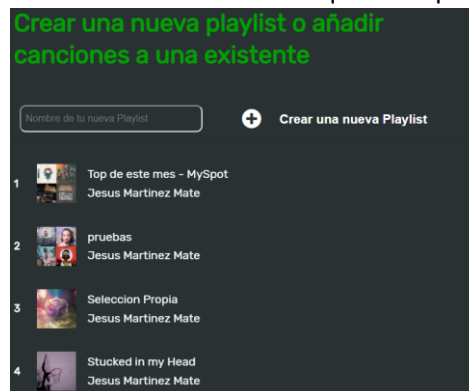 Crear una nueva playlist o añadir
canciones a una existente
Nombre de tu nueva Playlist
Crear una nueva Playlist
1
Top de este mes - MySpot
Jesus Martinez Mate
2
pruebas
Jesus Martinez Mate
3
Seleccion Propia
Jesus Martinez Mate
4
Stucked in my Head
Jesus Martinez Mate